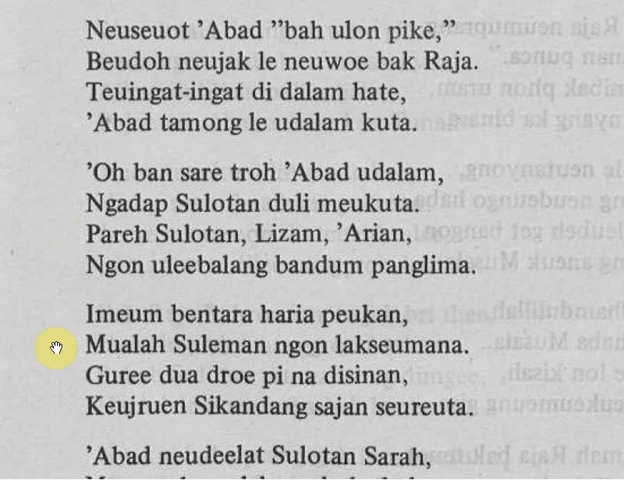 Neuseuot ’Abad ”bah ulon pike,”
Beudoh neujak le neuwoe bak Raja.
Teuingat-ingat di dalam hate,
’Abad tamong le udalam kuta.
’Oh ban sare troh ’Abad udalam,
Ngadap Sulotan duli meukuta.
Pareh Sulotan, Lizam, ’Arian,
Ngon uleebalang bandum panglima.
Imeum bentara haria peukan,
Mualah Suleman ngon lakseumana.
Guree dua droe pi na disinan,
Keujruen Sikandang sajan seureuta.
’Abad neudeelat Sulotan Sarah,